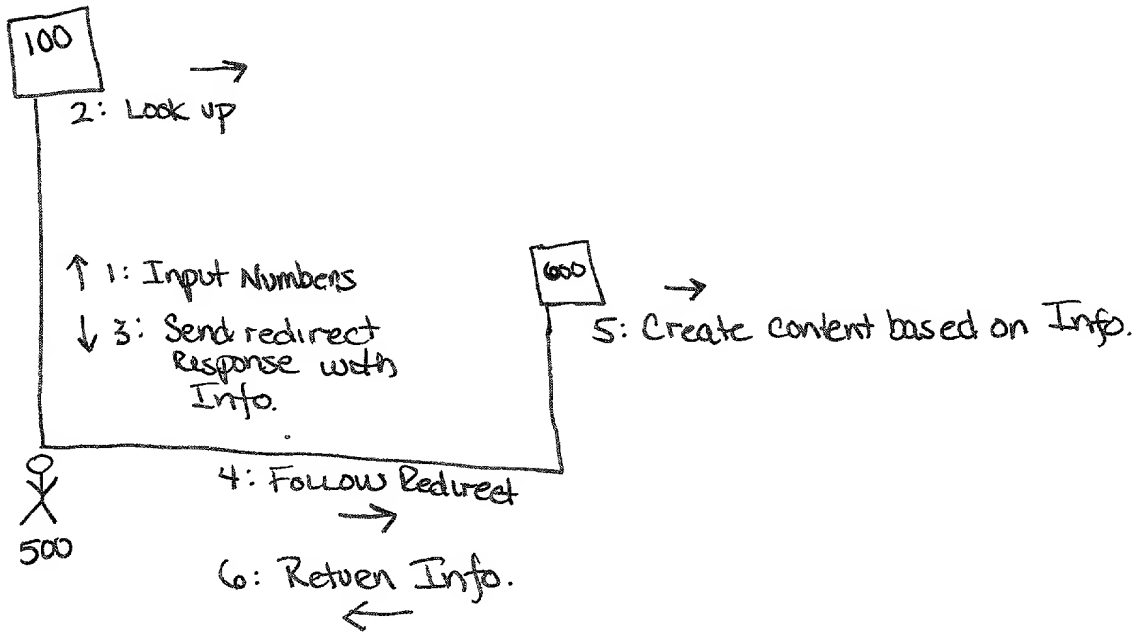 100
2: Look up
1: Input Numbers
3: Send redirect
Response with
Info.
600
5: Create content based on Info.
4: Follow Redirect
500
6: Return Info.